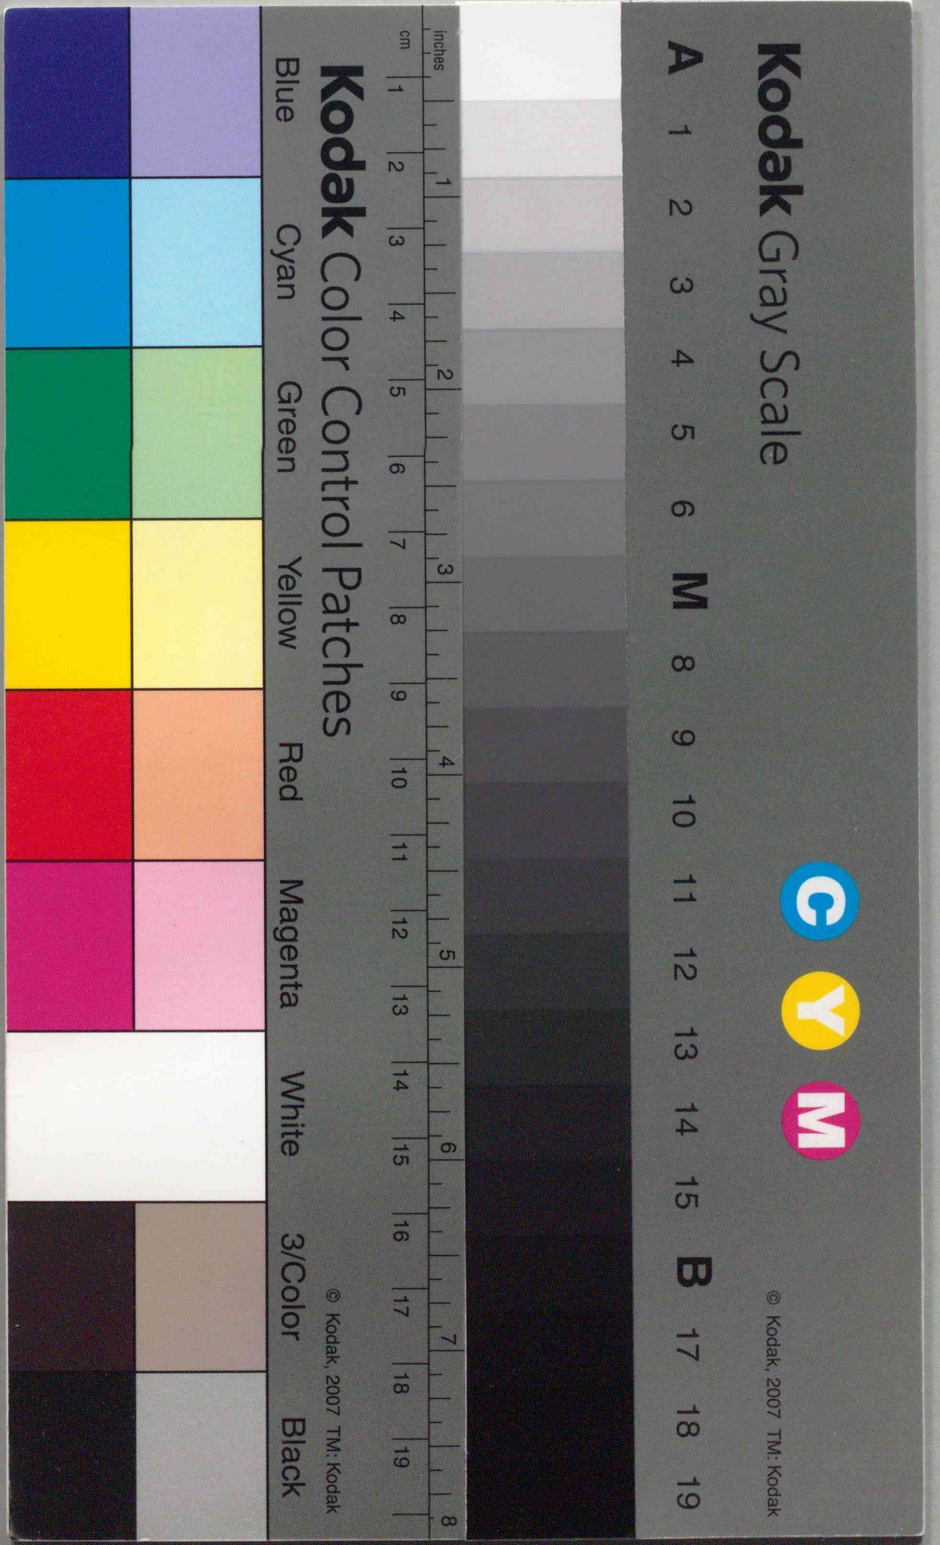 Kodak Gray Scale
C Y M
A 1 2 3 4 5 6 M 8 9 10 11 12 13 14 15 B 17 18 19
© Kodak, 2007 TM: Kodak
inches 1 2 3 4 5 6 7 8
cm 1 2 3 4 5 6 7 8 9 10 11 12 13 14 15 16 17 18 19
Kodak Color Control Patches
© Kodak, 2007 TM: Kodak
Blue Cyan Green Yellow Red Magenta White 3/Color Black